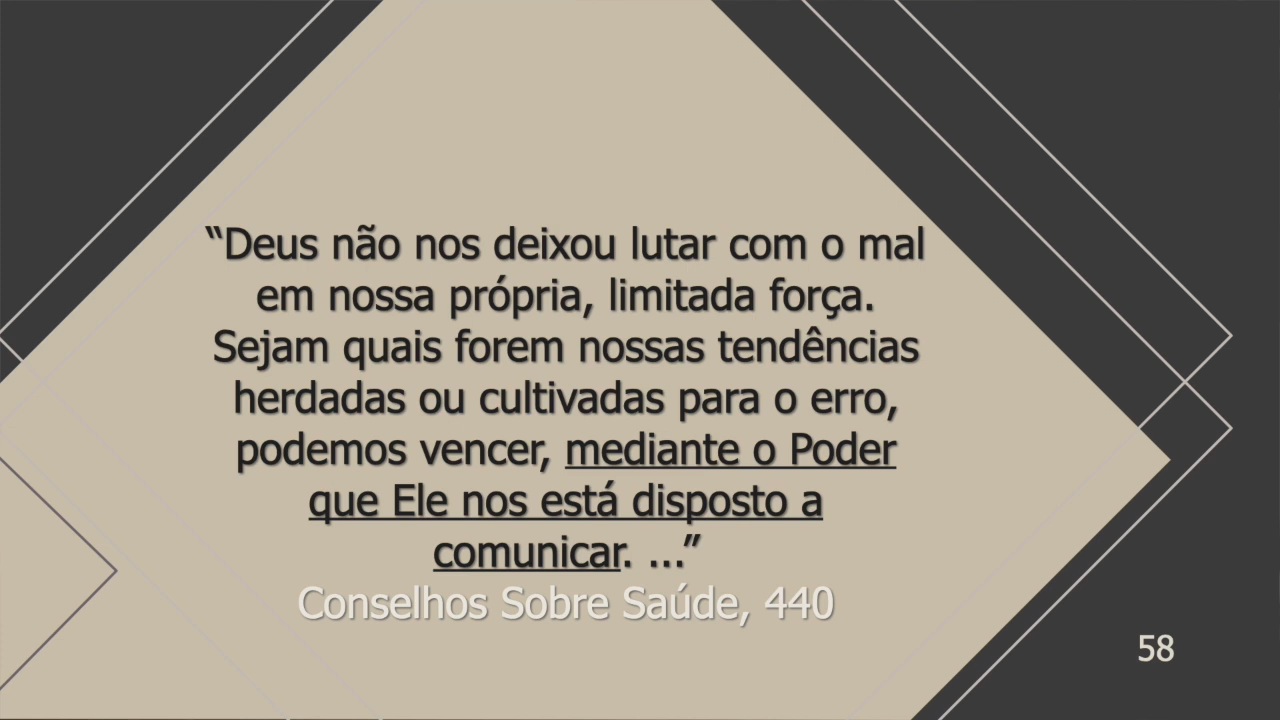 “Deus não nos deixou lutar com o mal
em nossa própria, limitada força.
Sejam quais forem nossas tendências
herdadas ou cultivadas para o erro,
podemos vencer, mediante o Poder
que Ele nos está disposto a
comunicar. ...”
Conselhos Sobre Saúde, 440
58